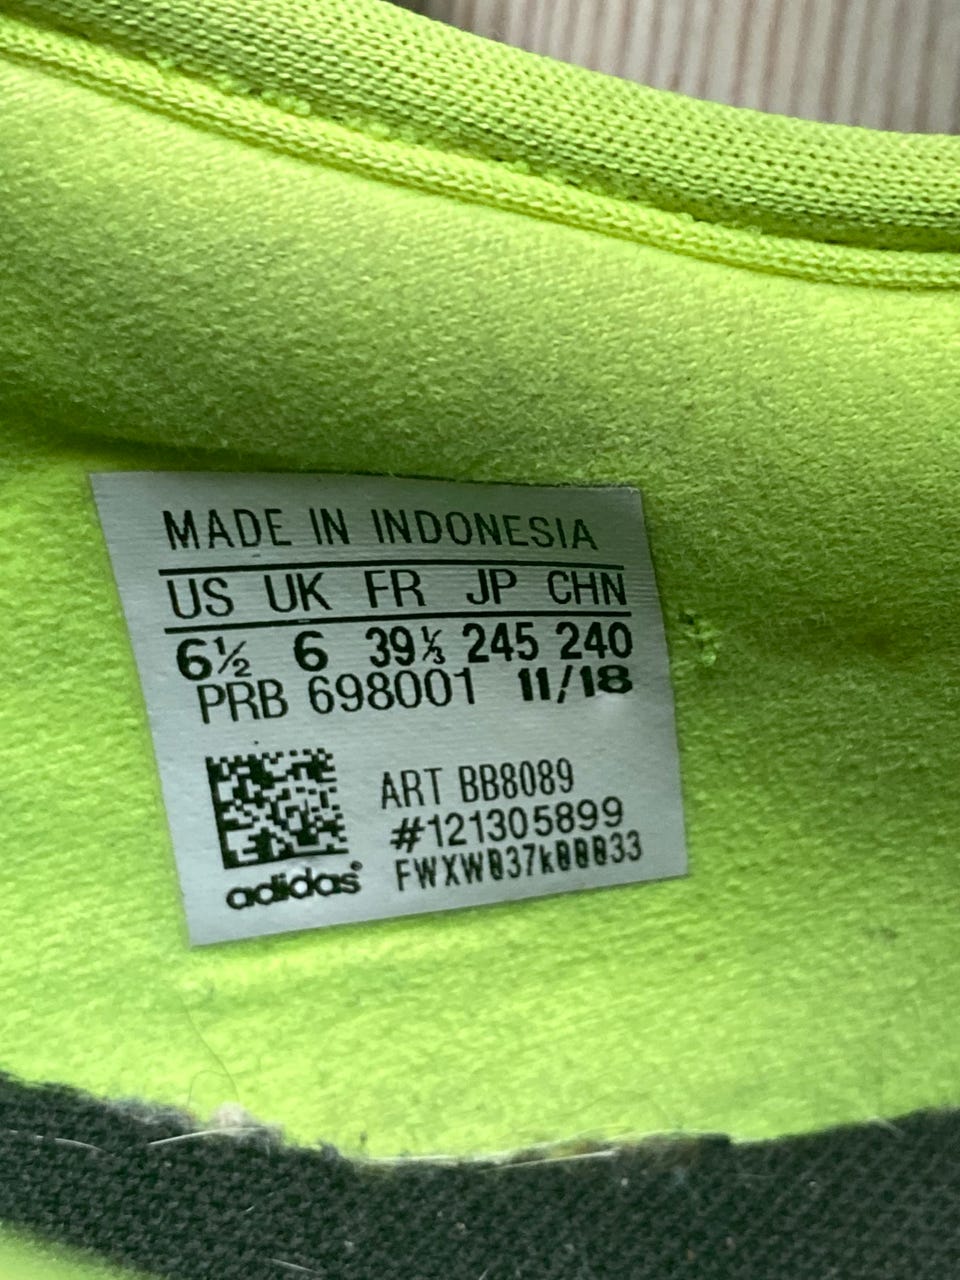 MADE IN INDONESIA
US UK FR JP CHN
6½ 6 39⅓ 245 240
PRB 698001 11/18
ART BB8089
#121305899
FWXW037k00033
adidas